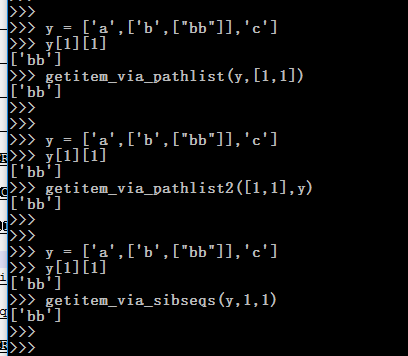 >>>
>>> y = ['a',['b',["bb"]],'c']
>>> y[1][1]
['bb']
>>> getitem_via_pathlist(y,[1,1])
['bb']
>>>
>>>
>>> y = ['a',['b',["bb"]],'c']
>>> y[1][1]
['bb']
>>> getitem_via_pathlist2([1,1],y)
['bb']
>>>
>>>
>>> y = ['a',['b',["bb"]],'c']
>>> y[1][1]
['bb']
>>> getitem_via_sibseqs(y,1,1)
['bb']
>>>
>>>